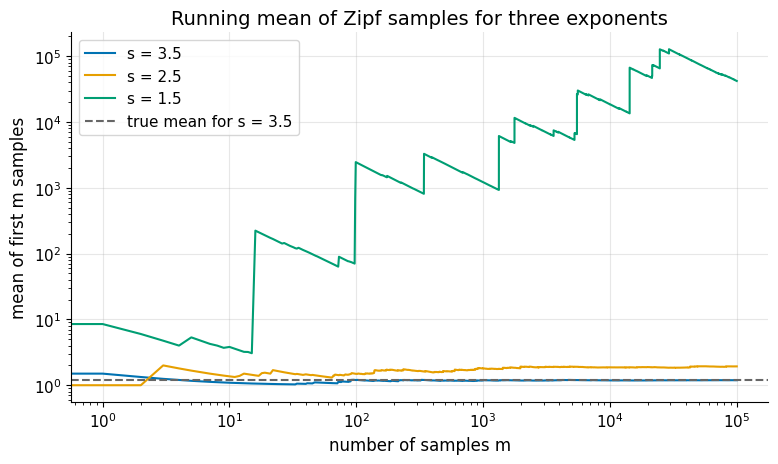 Running mean of Zipf samples for three exponents
s = 3.5
s = 2.5
s = 1.5
true mean for s = 3.5
mean of first m samples
10^5
10^4
10^3
10^2
10^1
10^0
10^0 10^1 10^2 10^3 10^4 10^5
number of samples m